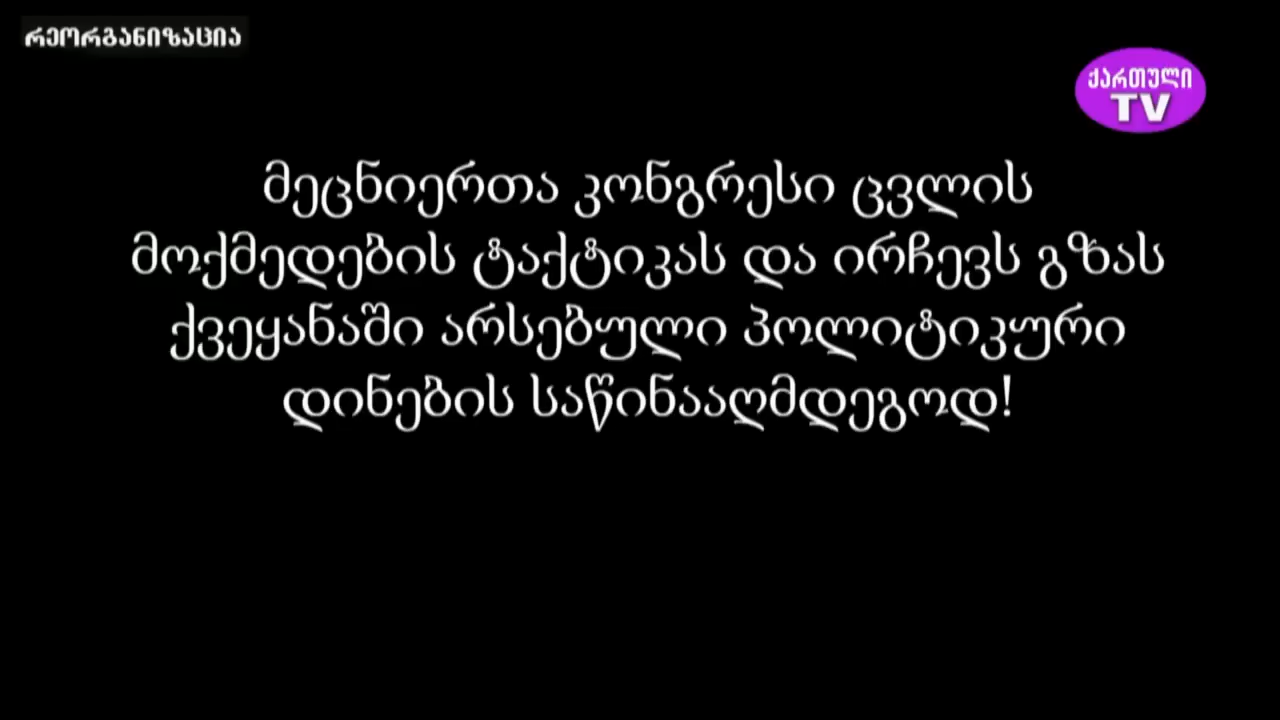 რეორგანიზაცია
ქართული
TV
მეცნიერთა კონგრესი ცვლის
მოქმედების ტაქტიკას და ირჩევს გზას
ქვეყანაში არსებული პოლიტიკური
დინების საწინააღმდეგოდ!